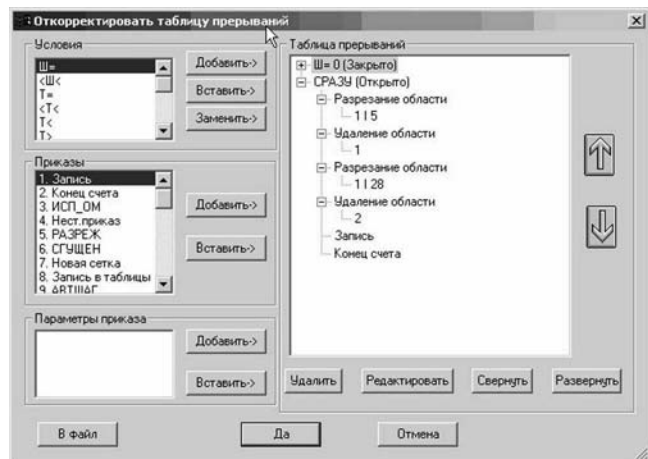 Откорректировать таблицу прерываний
Условия
Ш=
<Ш<
Т=
<Т<
Т<
Т>
Добавить->
Вставить->
Заменить->
Приказы
1. Запись
2. Конец счета
3. ИСП_ОМ
4. Нест.приказ
5. РАЗРЕЖ
6. СГУЩЕН
7. Новая сетка
8. Запись в таблицы
9. АВТШАГ
Добавить->
Вставить->
Параметры приказа
Добавить->
Вставить->
Таблица прерываний
Ш= 0 (Закрыто)
СРАЗУ (Открыто)
Разрезание области
1 I 5
Удаление области
1
Разрезание области
1 I 28
Удаление области
2
Запись
Конец счета
Удалить
Редактировать
Свернуть
Развернуть
В файл
Да
Отмена